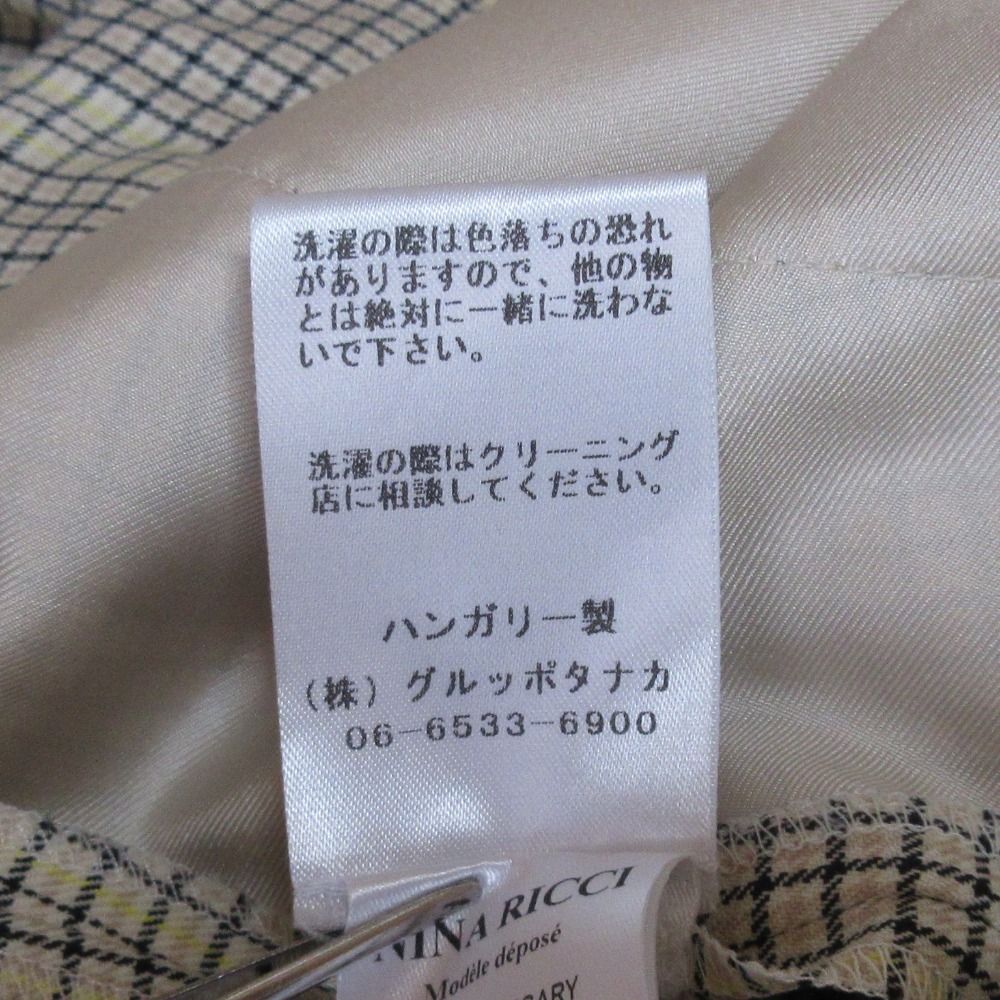 洗濯の際は色落ちの恐れ
がありますので、他の物
とは絶対に一緒に洗わな
いで下さい。
洗濯の際はクリーニング
店に相談してください。
ハンガリー製
（株）グルッポタナカ
06-6533-6900
NINA RICCI
Modèle déposé